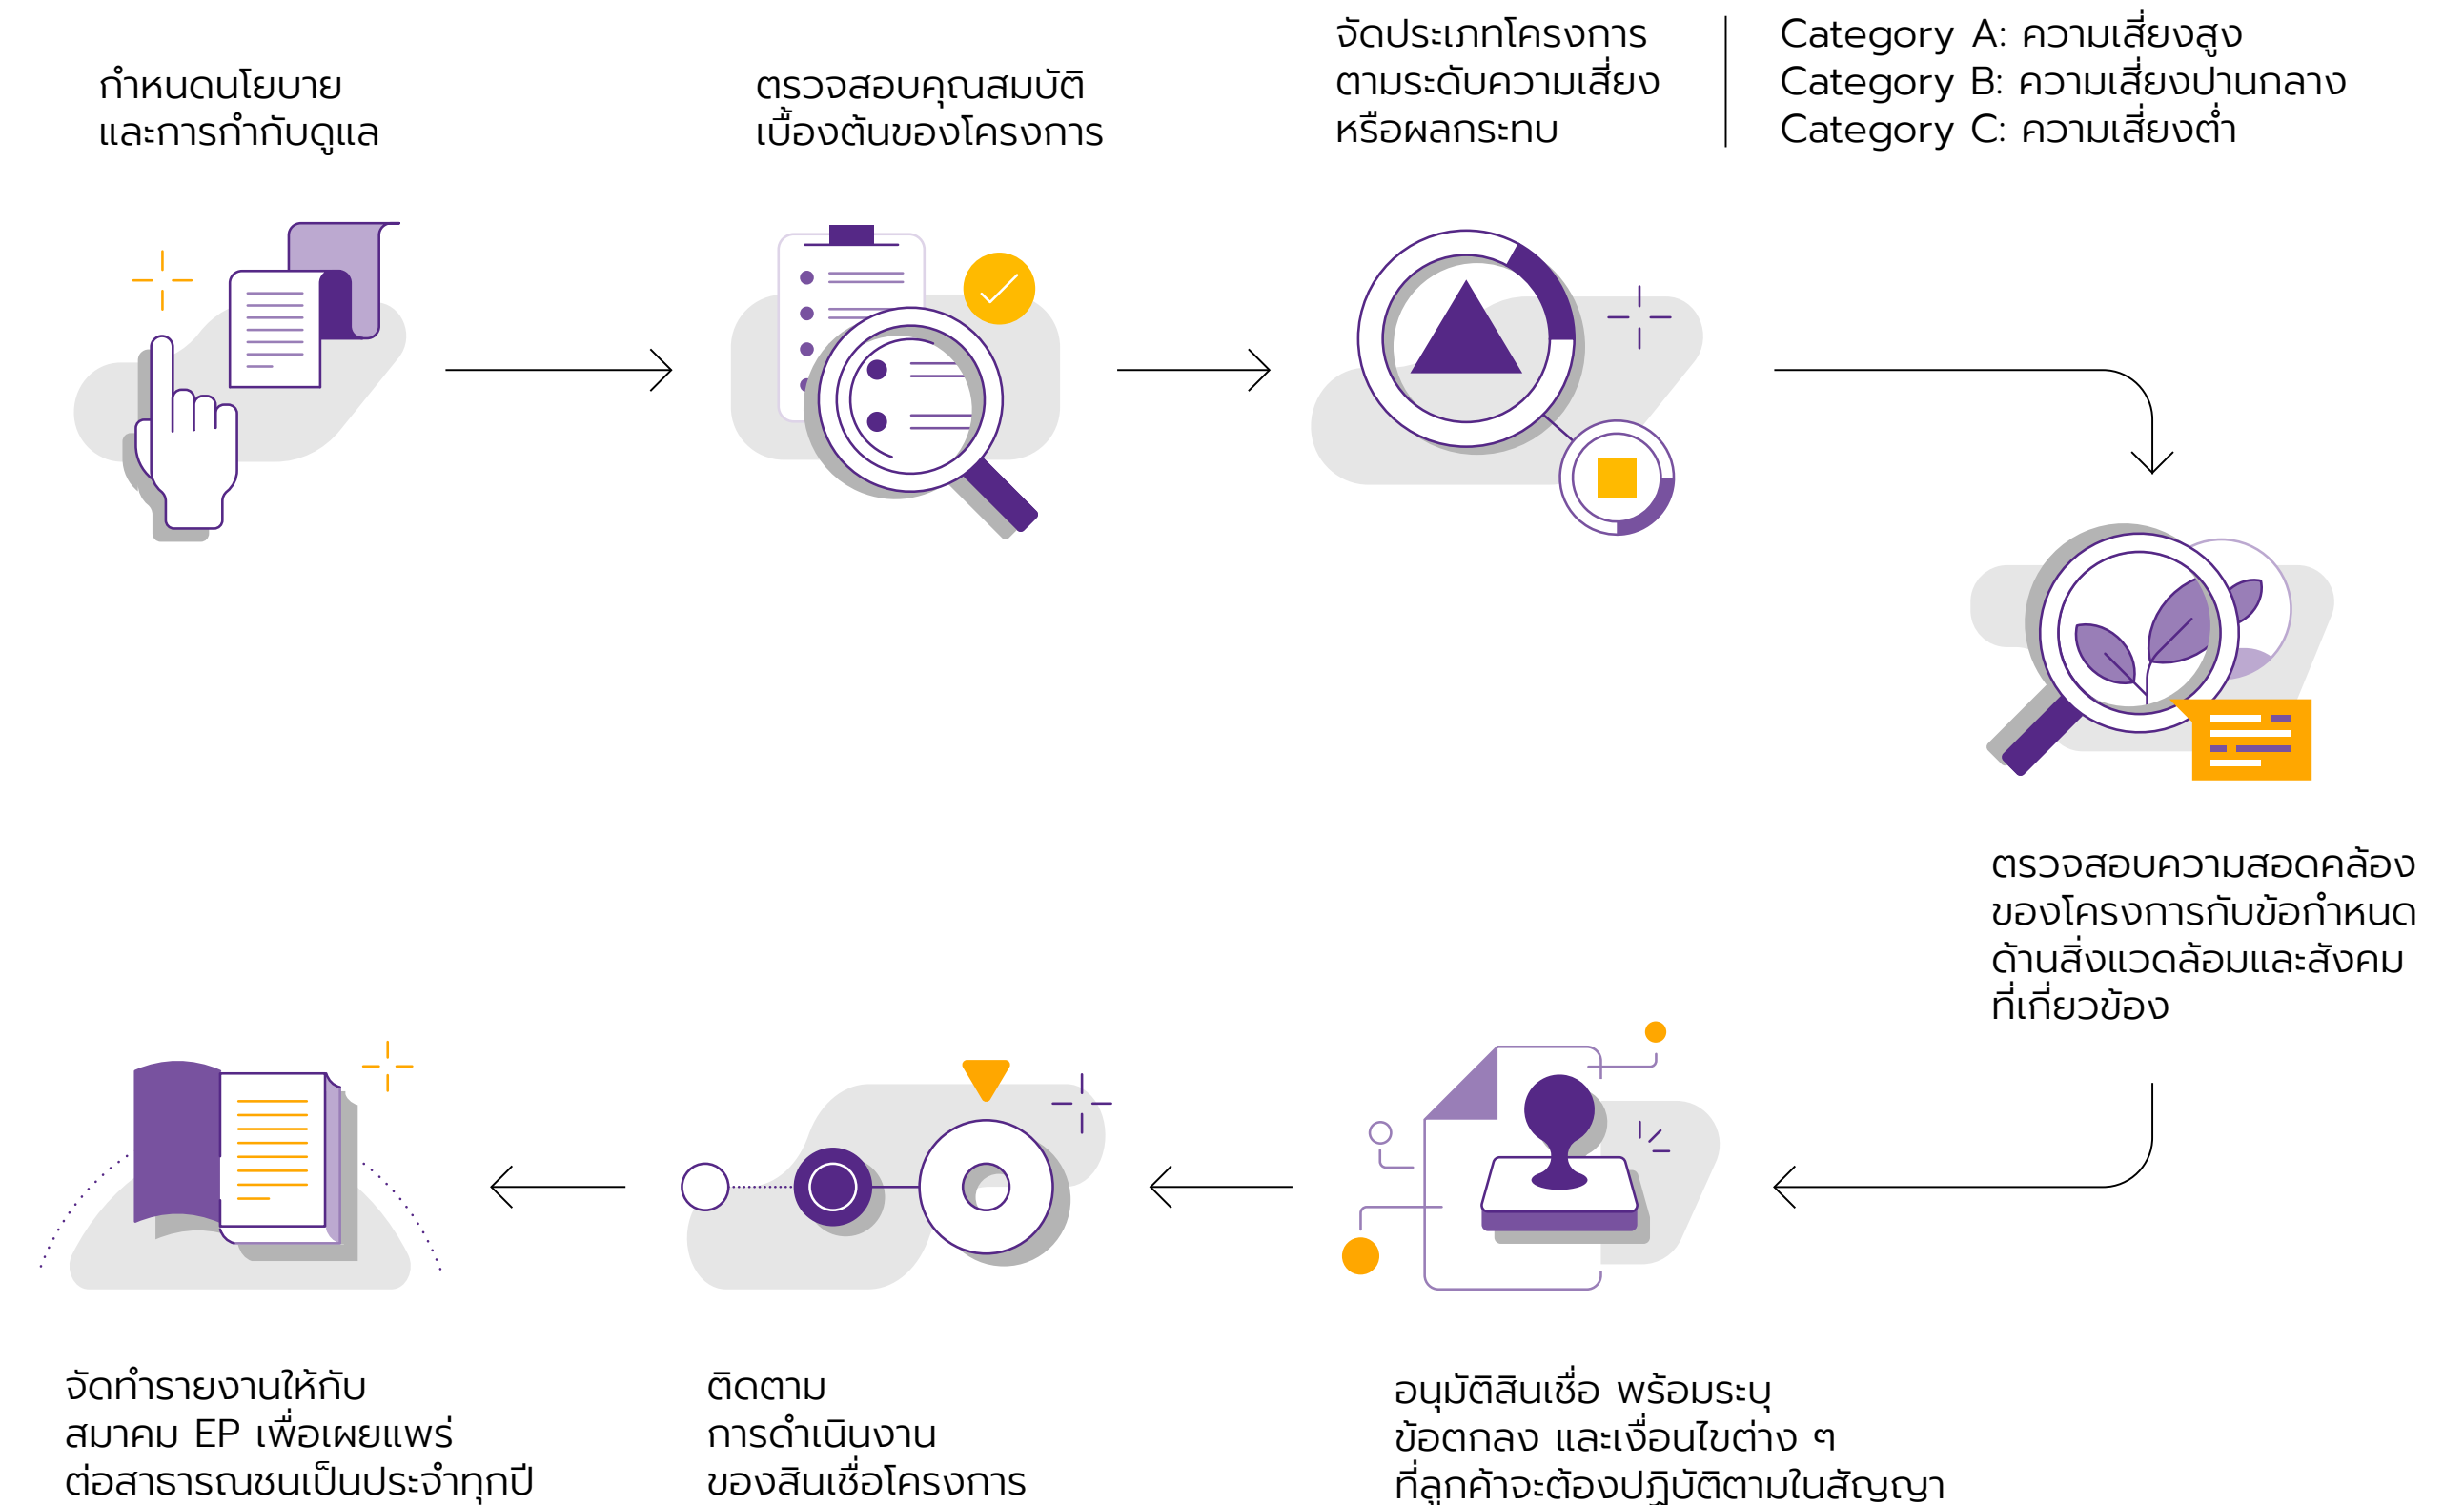 กำหนดนโยบาย
และการกำกับดูแล
ตรวจสอบคุณสมบัติ
เบื้องต้นของโครงการ
จัดประเภทโครงการ
ตามระดับความเสี่ยง
หรือผลกระทบ
Category A: ความเสี่ยงสูง
Category B: ความเสี่ยงปานกลาง
Category C: ความเสี่ยงต่ำ
ตรวจสอบความสอดคล้อง
ของโครงการกับข้อกำหนด
ด้านสิ่งแวดล้อมและสังคม
ที่เกี่ยวข้อง
อนุมัติสินเชื่อ พร้อมระบุ
ข้อตกลง และเงื่อนไขต่าง ๆ
ที่ลูกค้าจะต้องปฏิบัติตามในสัญญา
ติดตาม
การดำเนินงาน
ของสินเชื่อโครงการ
จัดทำรายงานให้กับ
สมาคม EP เพื่อเผยแพร่
ต่อสาธารณชนเป็นประจำทุกปี